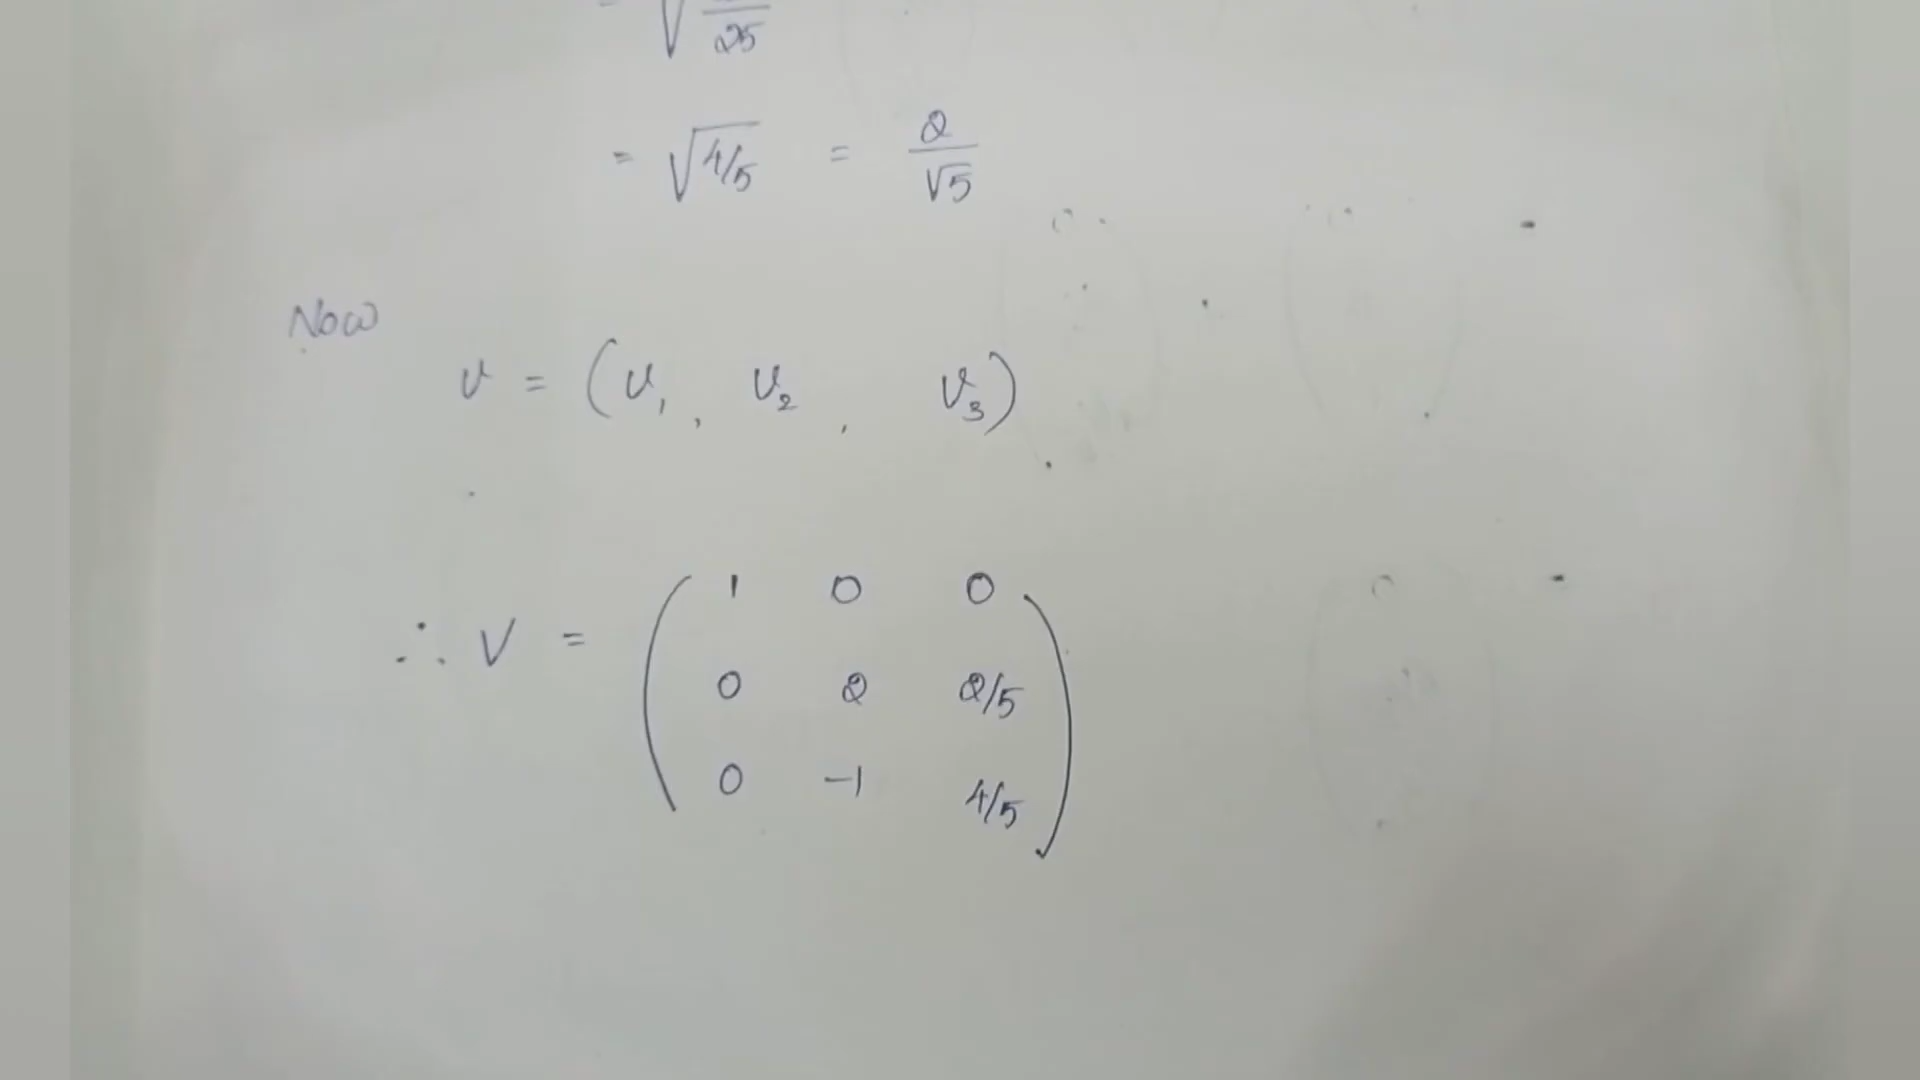 = √ 25
= √4/5 = 2/√5
Now
v = (v₁, v₂, v₃)
∴ V = ( 1 0 0
0 2 2/5
0 -1 4/5 )